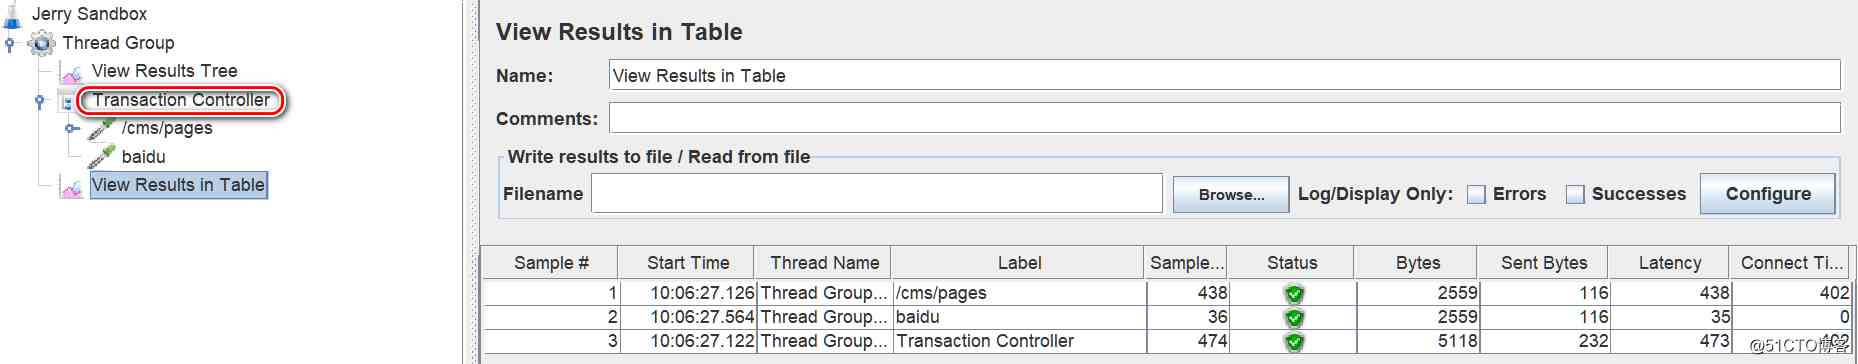 Jerry Sandbox
Thread Group
View Results Tree
Transaction Controller
/cms/pages
baidu
View Results in Table
View Results in Table
Name: View Results in Table
Comments:
Write results to file / Read from file
Filename Browse... Log/Display Only: Errors Successes Configure
Sample # Start Time Thread Name Label Sample... Status Bytes Sent Bytes Latency Connect Ti...
1 10:06:27.126 Thread Group... /cms/pages 438 2559 116 438 402
2 10:06:27.564 Thread Group... baidu 36 2559 116 35 0
3 10:06:27.122 Thread Group... Transaction Controller 474 5118 232 473 402
@51CTO博客